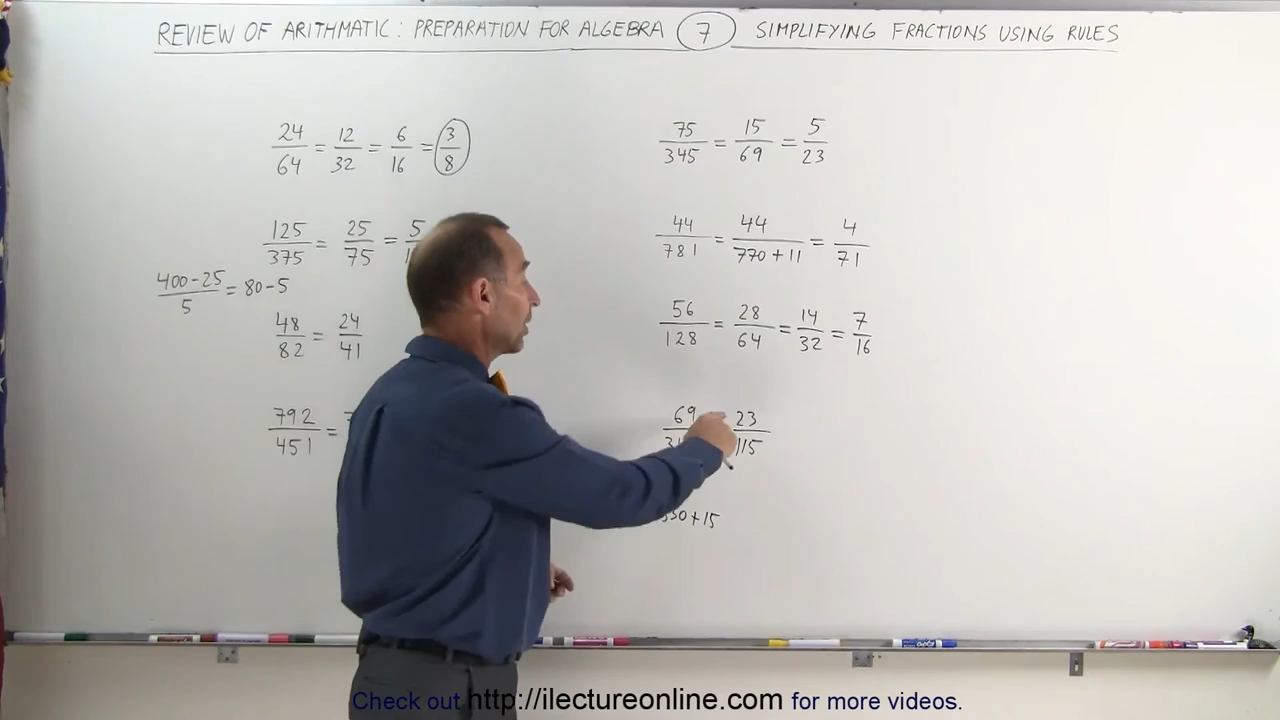 REVIEW OF ARITHMATIC: PREPARATION FOR ALGEBRA 7 SIMPLIFYING FRACTIONS USING RULES
24/64 = 12/32 = 6/16 = 3/8
125/375 = 25/75 = 5/
400-25/5 = 80-5
48/82 = 24/41
792/451 =
75/345 = 15/69 = 5/23
44/781 = 44/770+11 = 4/71
56/128 = 28/64 = 14/32 = 7/16
69/ 23/115
+15
Check out http://ilectureonline.com for more videos.